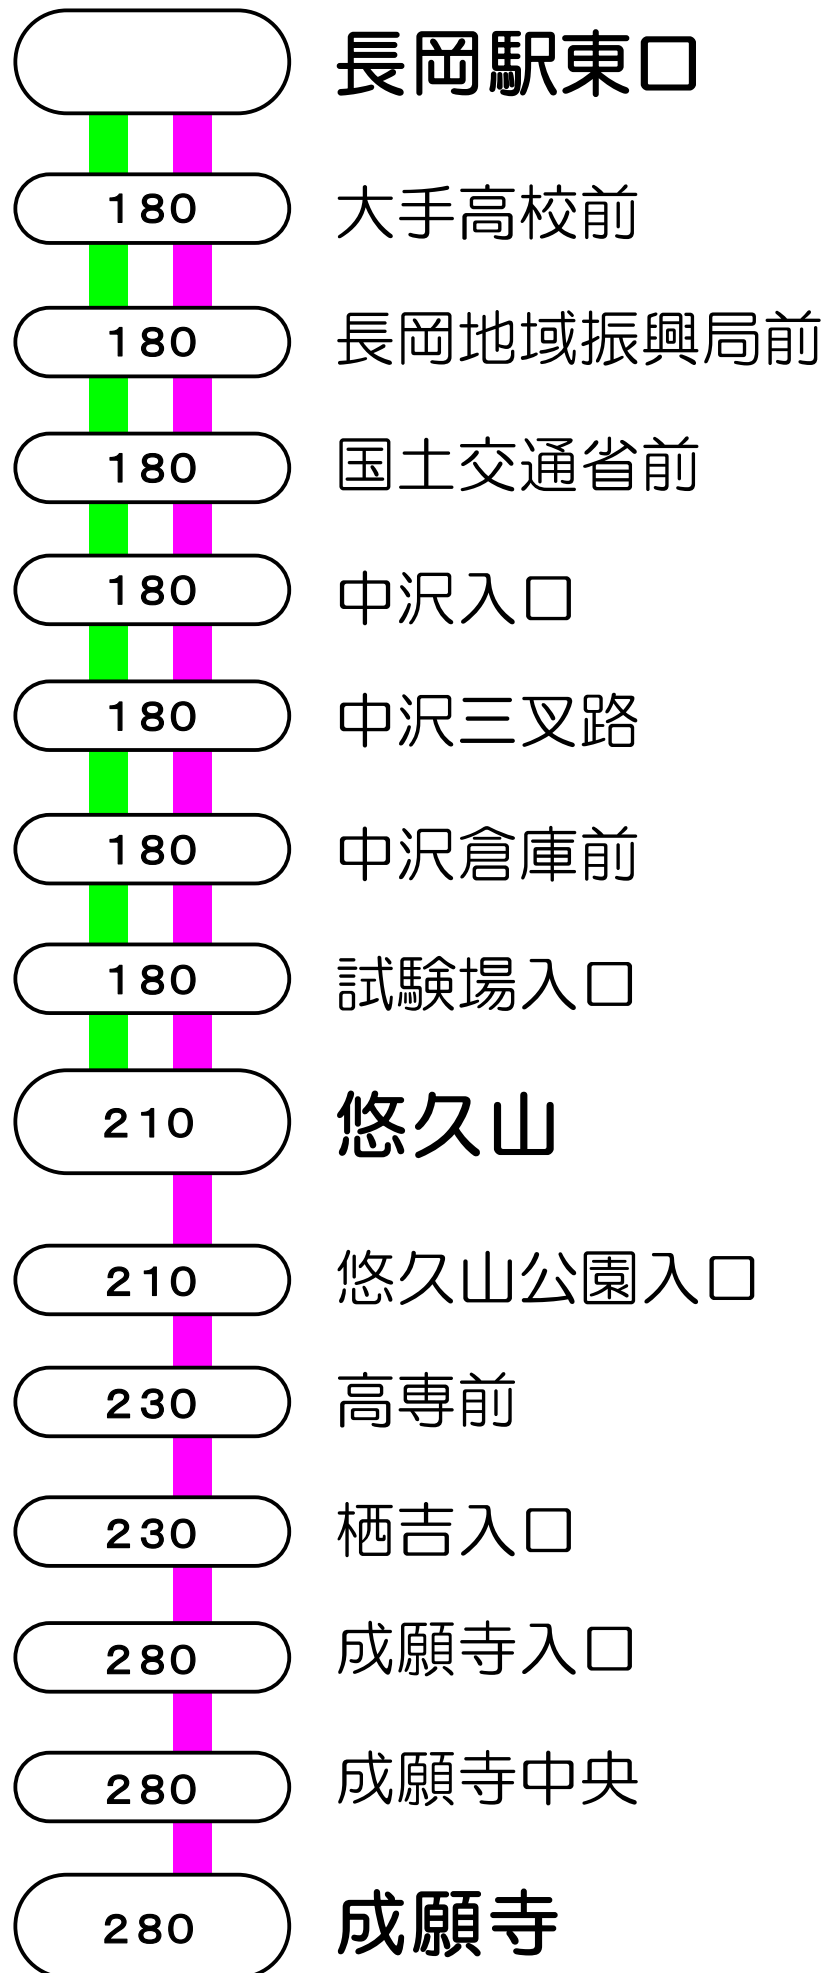 長岡駅東口
180 大手高校前
180 長岡地域振興局前
180 国土交通省前
180 中沢入口
180 中沢三叉路
180 中沢倉庫前
180 試験場入口
210 悠久山
210 悠久山公園入口
230 高専前
230 栖吉入口
280 成願寺入口
280 成願寺中央
280 成願寺